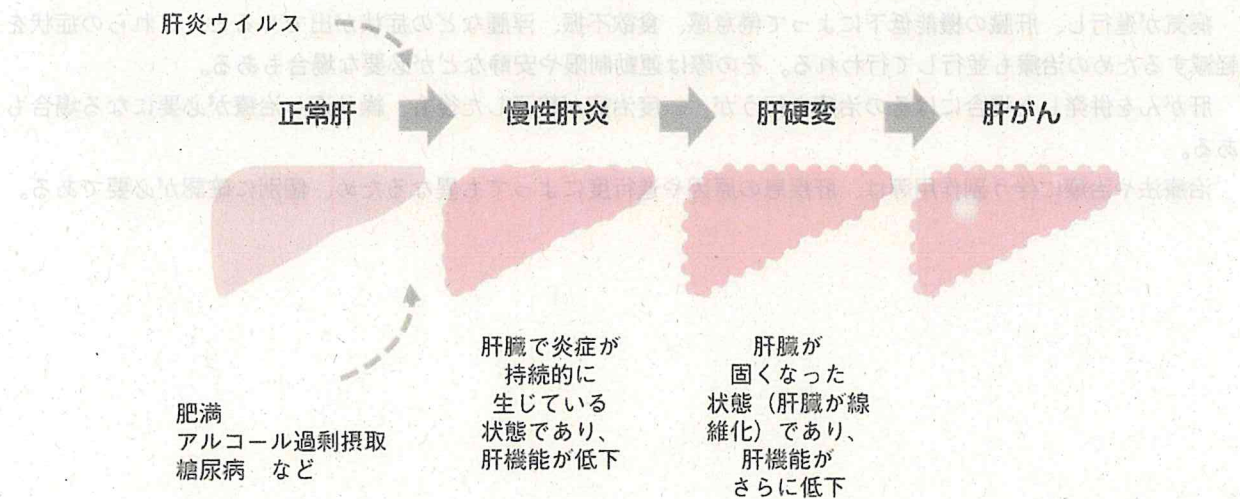 肝炎ウイルス
正常肝
慢性肝炎
肝硬変
肝がん
肥満
アルコール過剰摂取
糖尿病 など
肝臓で炎症が
持続的に
生じている
状態であり、
肝機能が低下
肝臓が
固くなった
状態（肝臓が線
維化）であり、
肝機能が
さらに低下